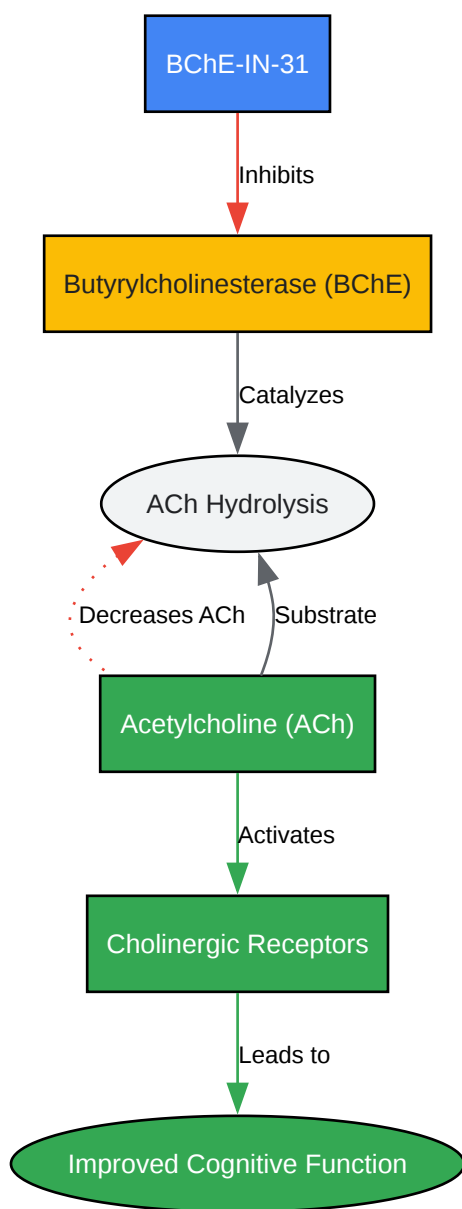 BChE-IN-31
Inhibits
Butyrylcholinesterase (BChE)
Catalyzes
ACh Hydrolysis
Decreases ACh
Substrate
Acetylcholine (ACh)
Activates
Cholinergic Receptors
Leads to
Improved Cognitive Function